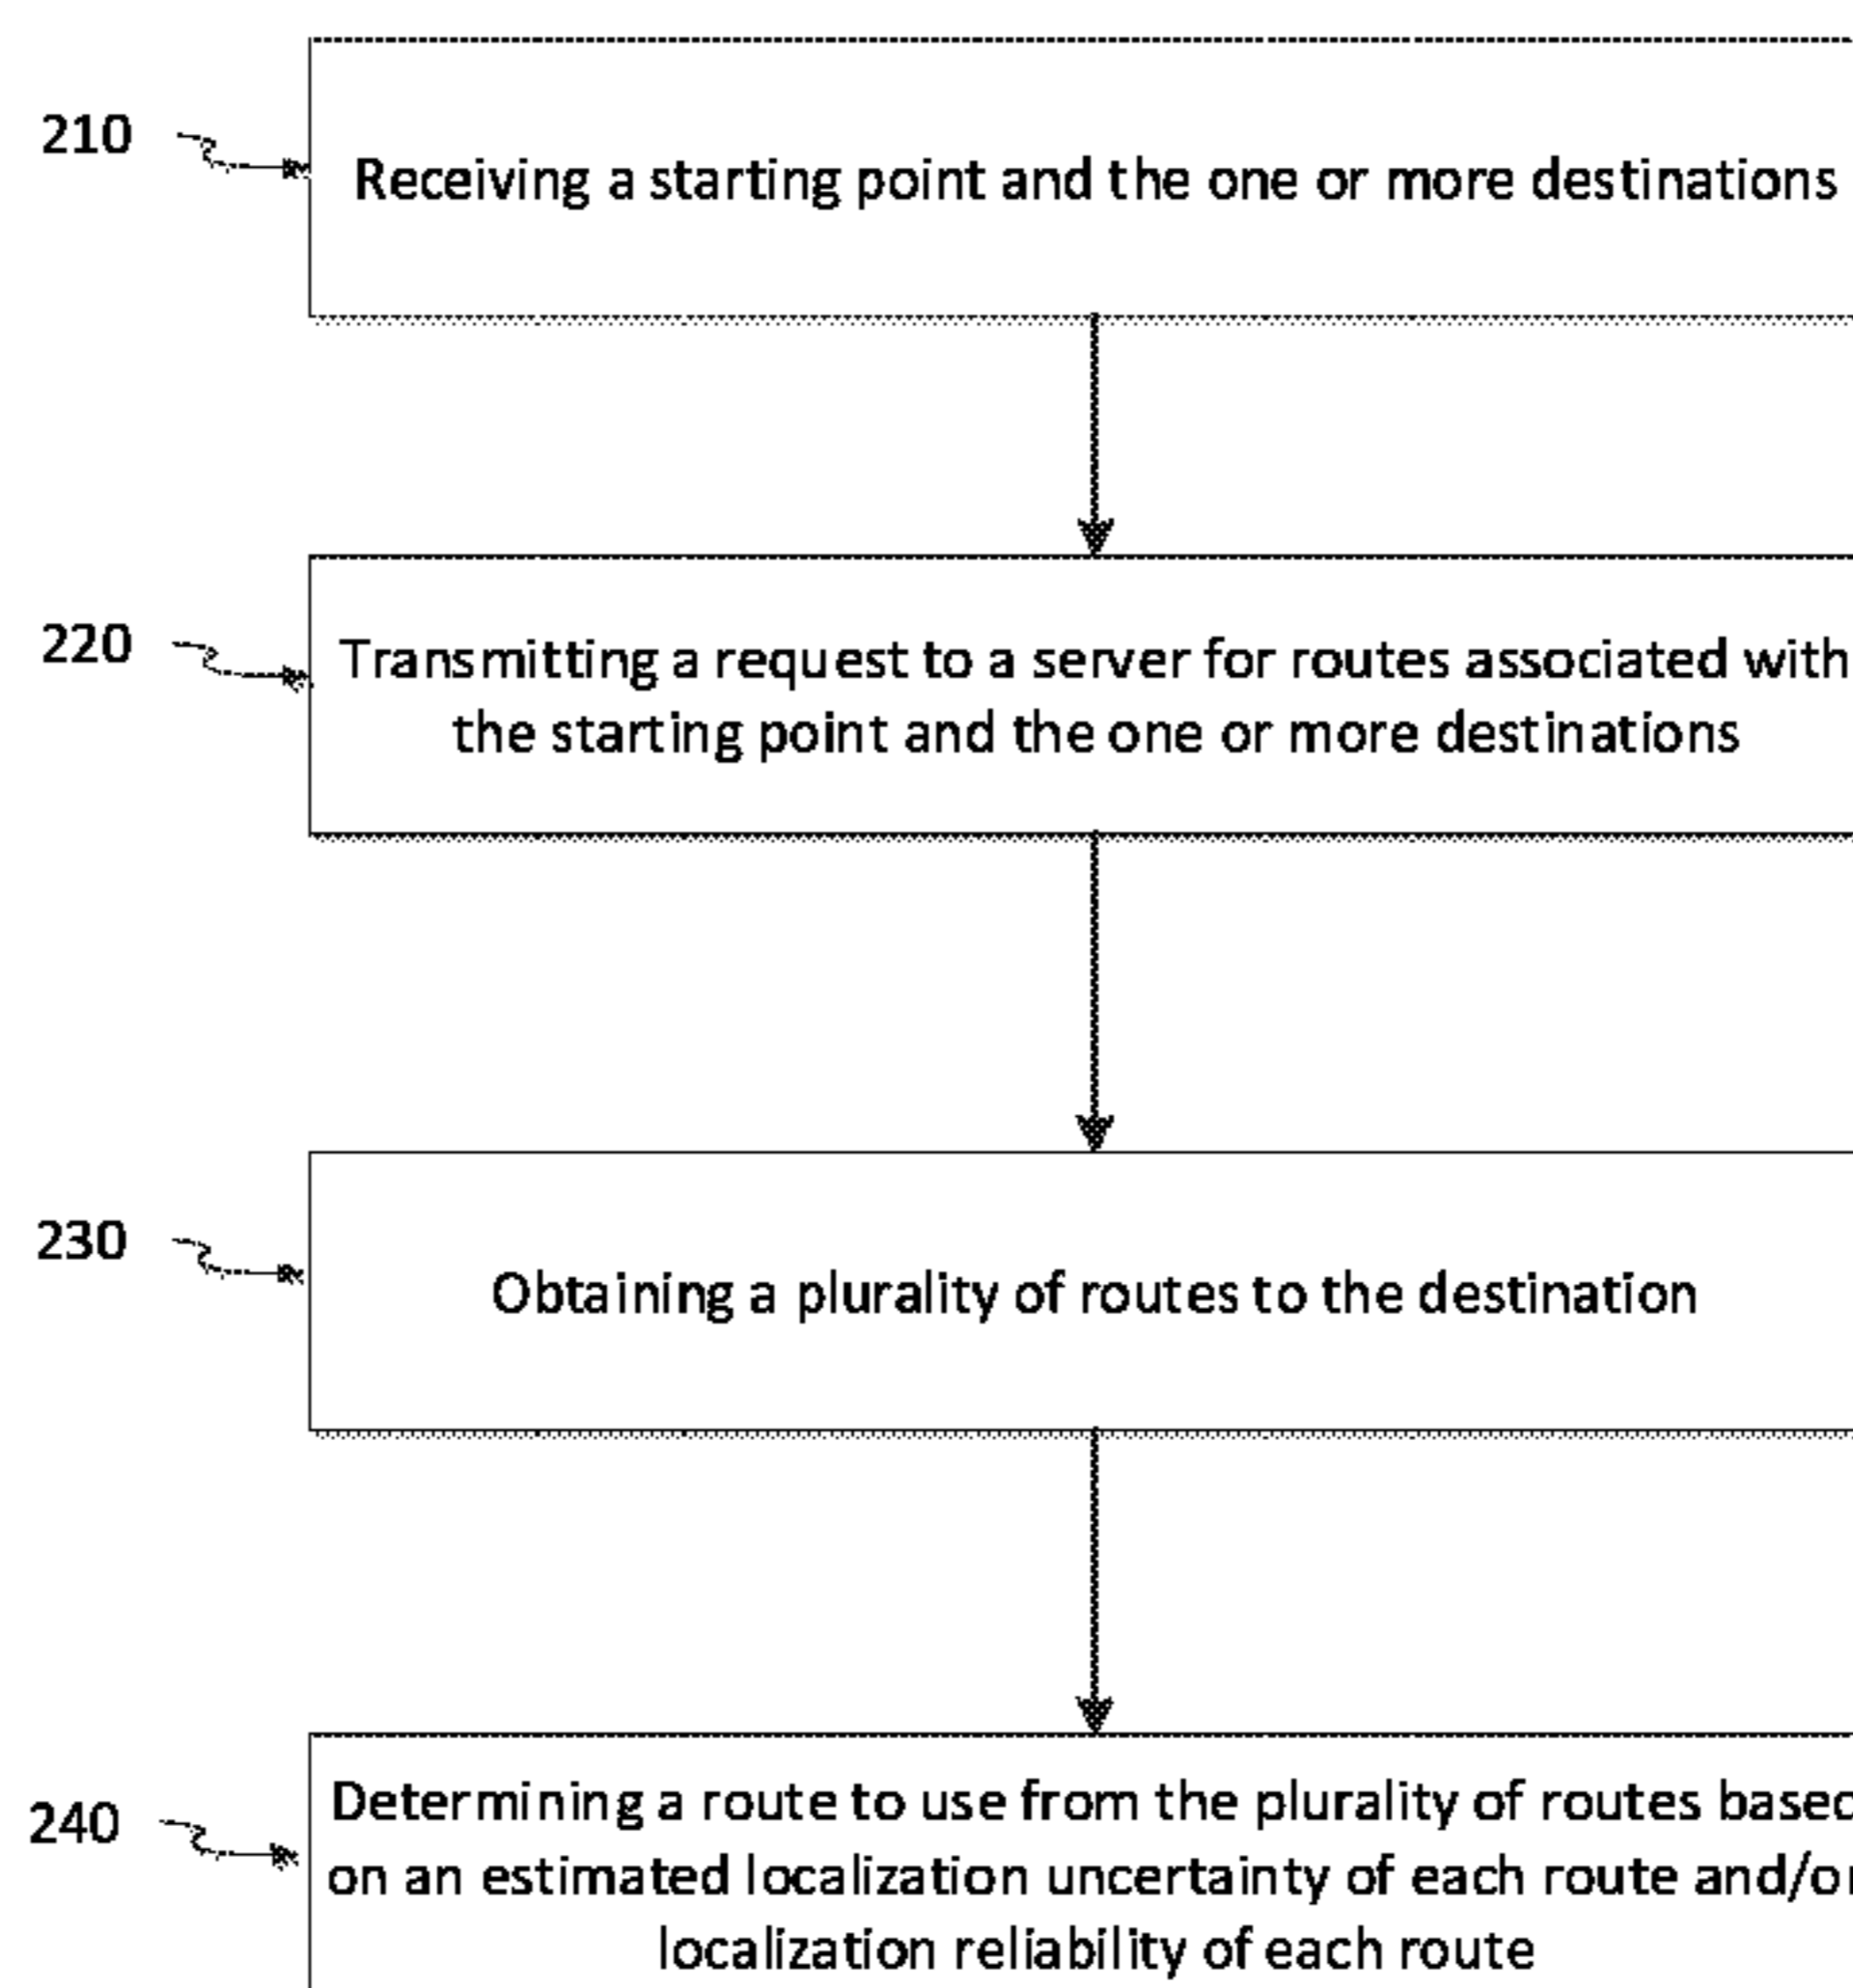 210
Receiving a starting point and the one or more destinations
220
Transmitting a request to a server for routes associated with
the starting point and the one or more destinations
230
Obtaining a plurality of routes to the destination
240
Determining a route to use from the plurality of routes based
on an estimated localization uncertainty of each route and/or
localization reliability of each route